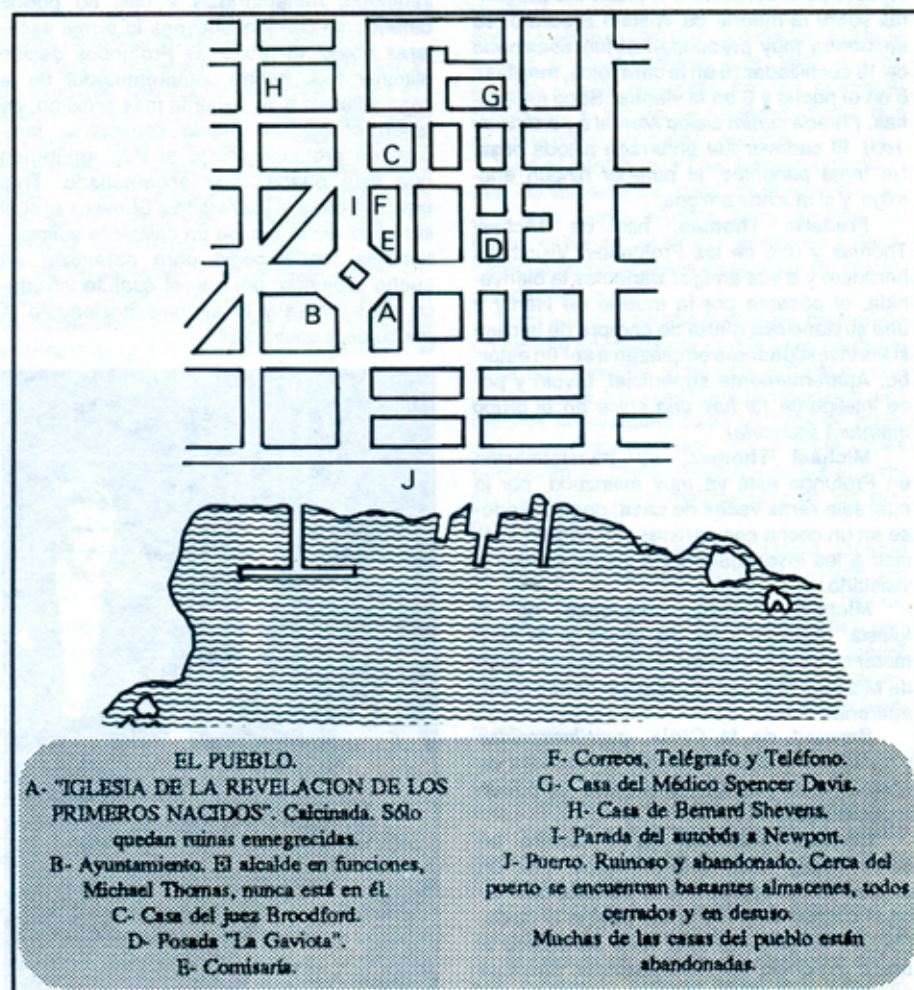 H
G
C
I
F
E
D
B
A
J
EL PUEBLO.
A- "IGLESIA DE LA REVELACION DE LOS
PRIMEROS NACIDOS". Calcinada. Sólo
quedan ruinas ennegrecidas.
B- Ayuntamiento. El alcalde en funciones,
Michael Thomas, nunca está en él.
C- Casa del juez Broodford.
D- Posada "La Gaviota".
E- Comisaría.
F- Correos, Telégrafo y Teléfono.
G- Casa del Médico Spencer Davis.
H- Casa de Bernard Shevens.
I- Parada del autobús a Newport.
J- Puerto. Ruinoso y abandonado. Cerca del
puerto se encuentran bastantes almacenes, todos
cerrados y en desuso.
Muchas de las casas del pueblo están
abandonadas.